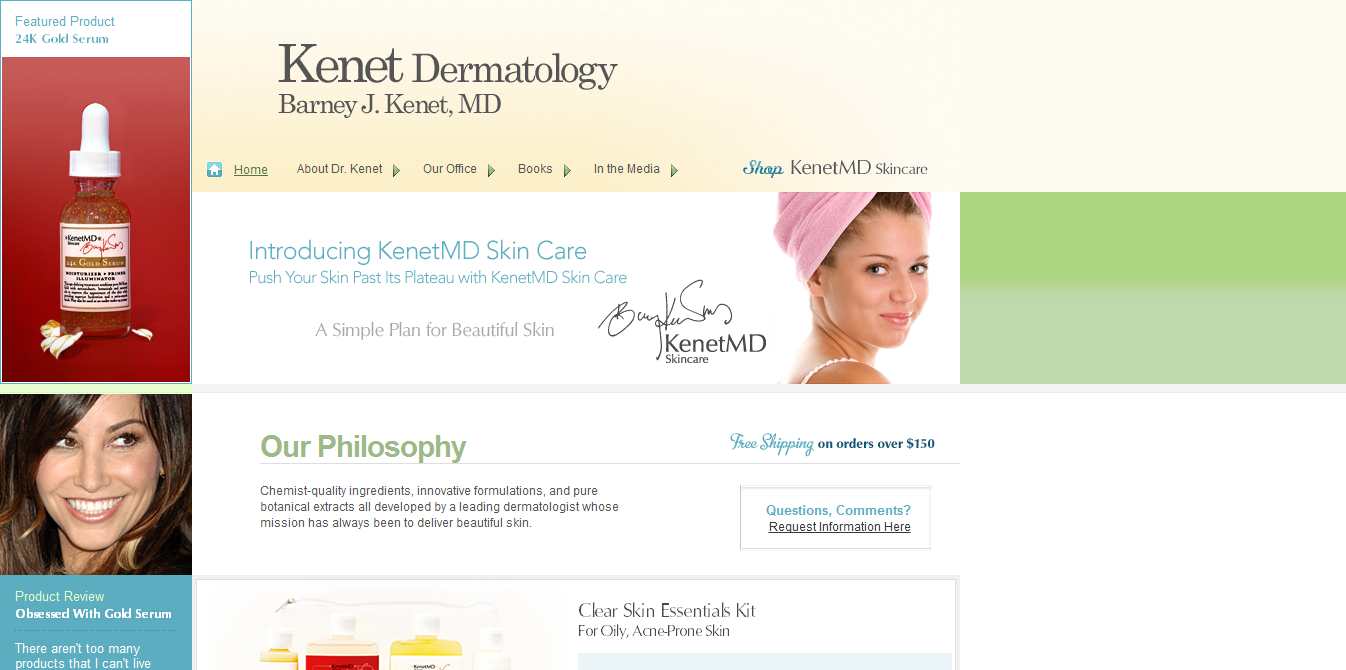 Featured Product
24K Gold Serum
KenetMD
Skincare
24K GOLD SERUM
MOISTURISER • PRIMER
ILLUMINATOR
Kenet Dermatology
Barney J. Kenet, MD
Home
About Dr. Kenet
Our Office
Books
In the Media
Shop KenetMD Skincare
Introducing KenetMD Skin Care
Push Your Skin Past Its Plateau with KenetMD Skin Care
A Simple Plan for Beautiful Skin
KenetMD
Skincare
Our Philosophy
Free Shipping on orders over $150
Chemist-quality ingredients, innovative formulations, and pure
botanical extracts all developed by a leading dermatologist whose
mission has always been to deliver beautiful skin.
Questions, Comments?
Request Information Here
Product Review
Obsessed With Gold Serum
There aren't too many
products that I can't live
Clear Skin Essentials Kit
For Oily, Acne-Prone Skin
KenetMD
KenetMD